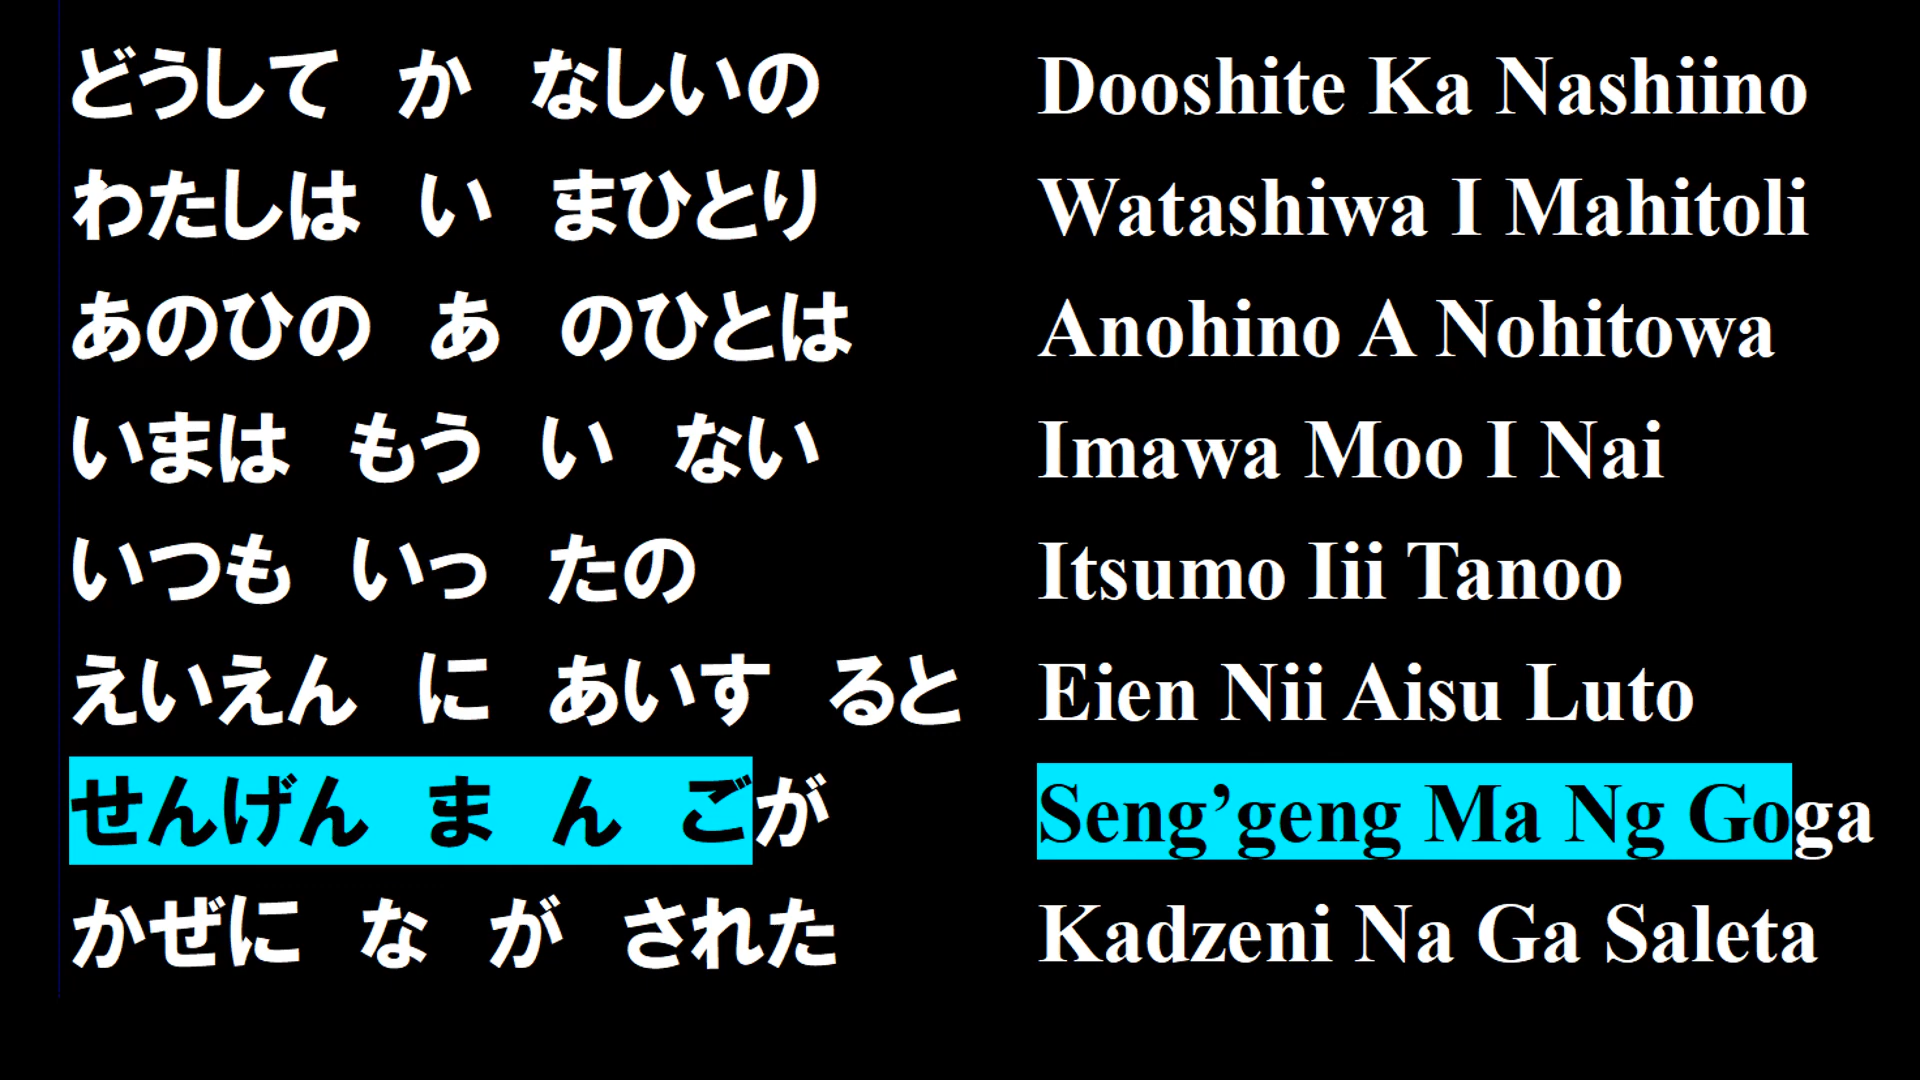 どうして か なしいの
わたしは い まひとり
あのひの あ のひとは
いまは もう い ない
いつも いっ たの
えいえん に あいす ると
せんげん ま ん ごが
かぜに な が された
Dooshite Ka Nashiino
Watashiwa I Mahitoli
Anohino A Nohitowa
Imawa Moo I Nai
Itsumo Iii Tanoo
Eien Nii Aisu Luto
Seng’geng Ma Ng Goga
Kadzeni Na Ga Saleta